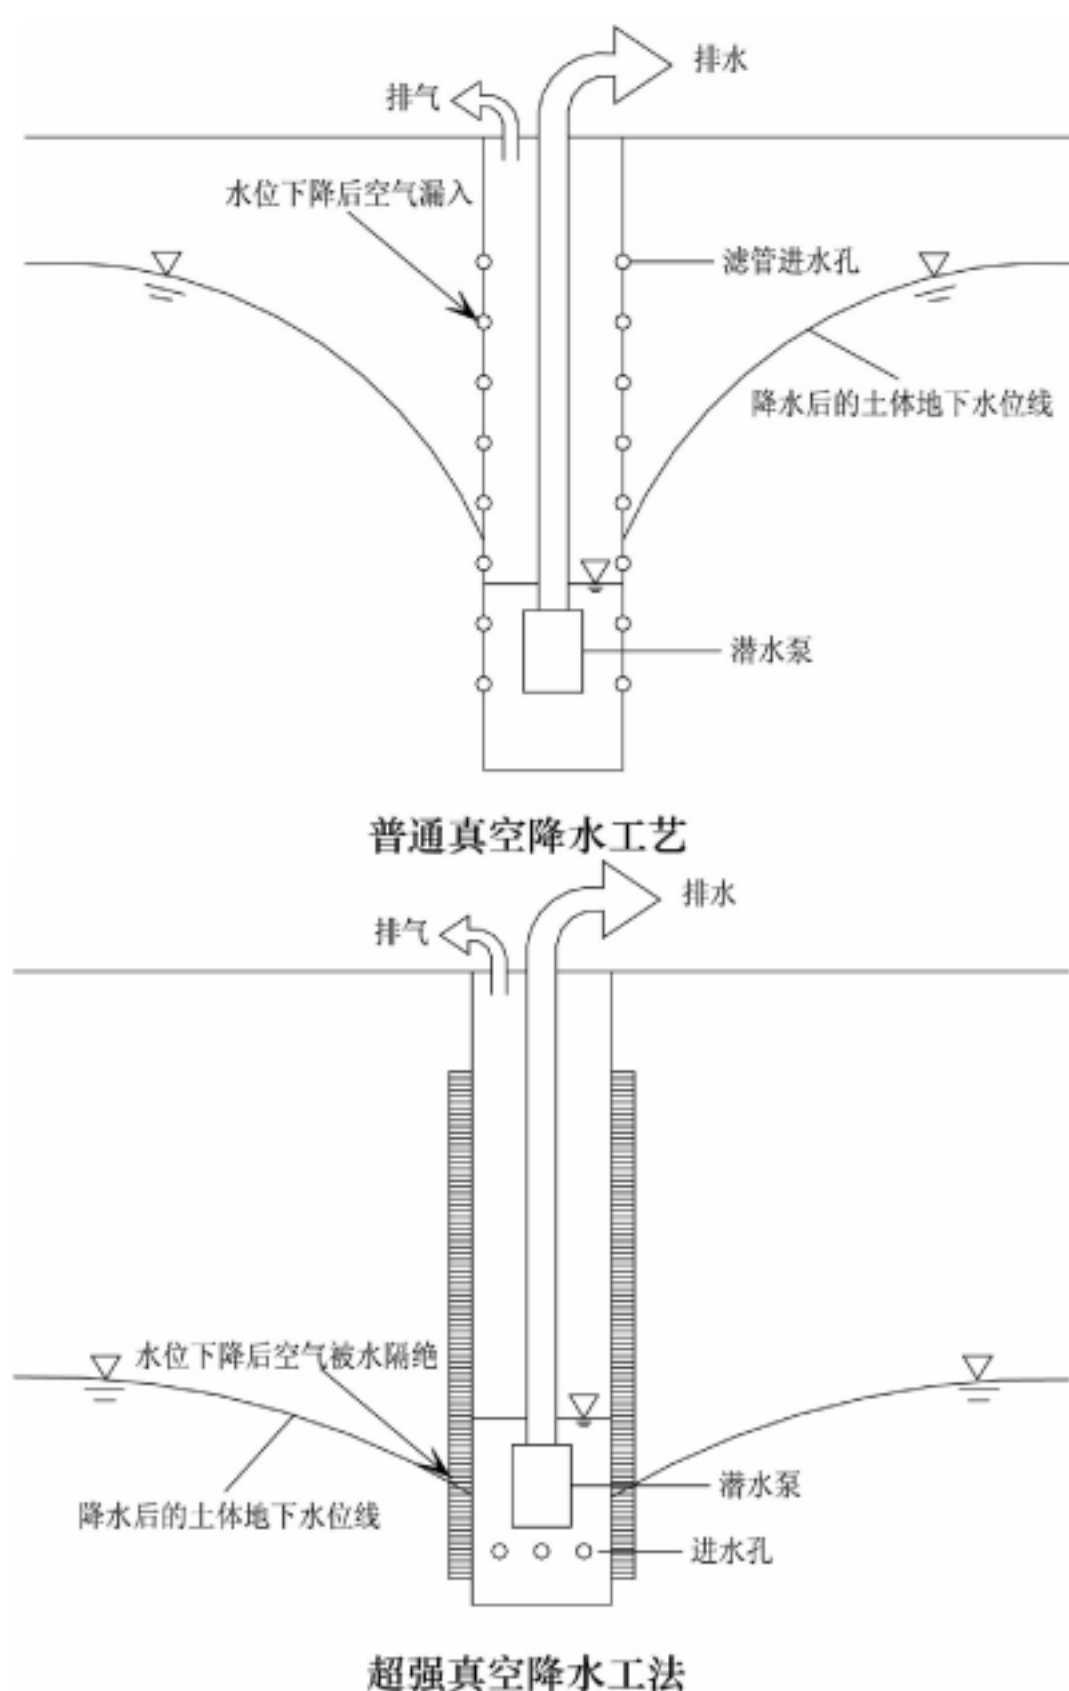 排水
排气
水位下降后空气漏入
滤管进水孔
降水后的土体地下水位线
潜水泵
普通真空降水工艺
排水
排气
水位下降后空气被水隔绝
潜水泵
降水后的土体地下水位线
进水孔
超强真空降水工法